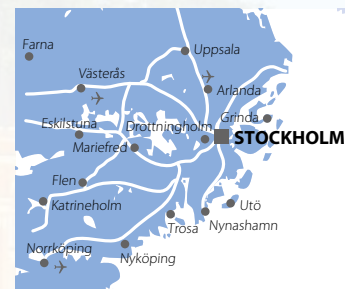 Farna
Uppsala
Västerås
Arlanda
Eskilstuna
Drottningholm
Grinda
STOCKHOLM
Mariefred
Flen
Katrineholm
Utö
Trosa
Nynashamn
Norrköping
Nyköping